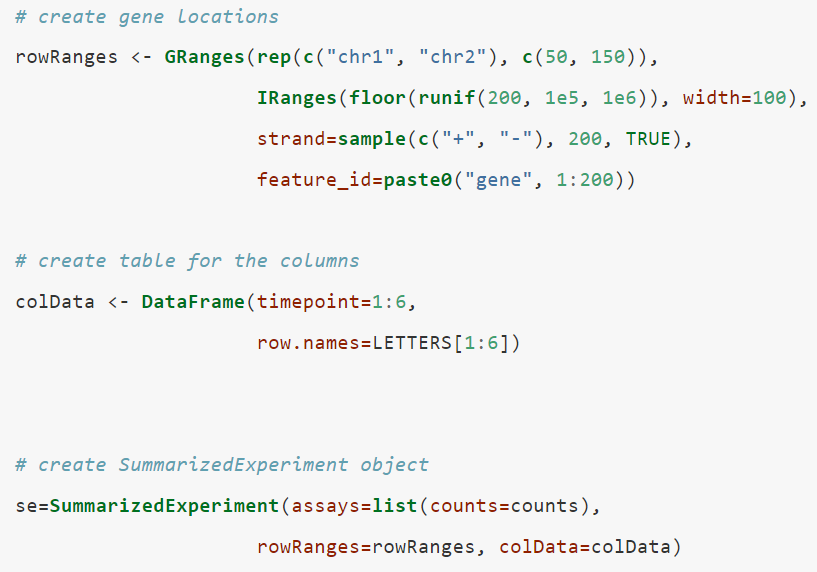 # create gene locations
rowRanges <- GRanges(rep(c("chr1", "chr2"), c(50, 150)),
IRanges(floor(runif(200, 1e5, 1e6)), width=100),
strand=sample(c("+", "-"), 200, TRUE),
feature_id=paste0("gene", 1:200))
# create table for the columns
colData <- DataFrame(timepoint=1:6,
row.names=LETTERS[1:6])
# create SummarizedExperiment object
se=SummarizedExperiment(assays=list(counts=counts),
rowRanges=rowRanges, colData=colData)